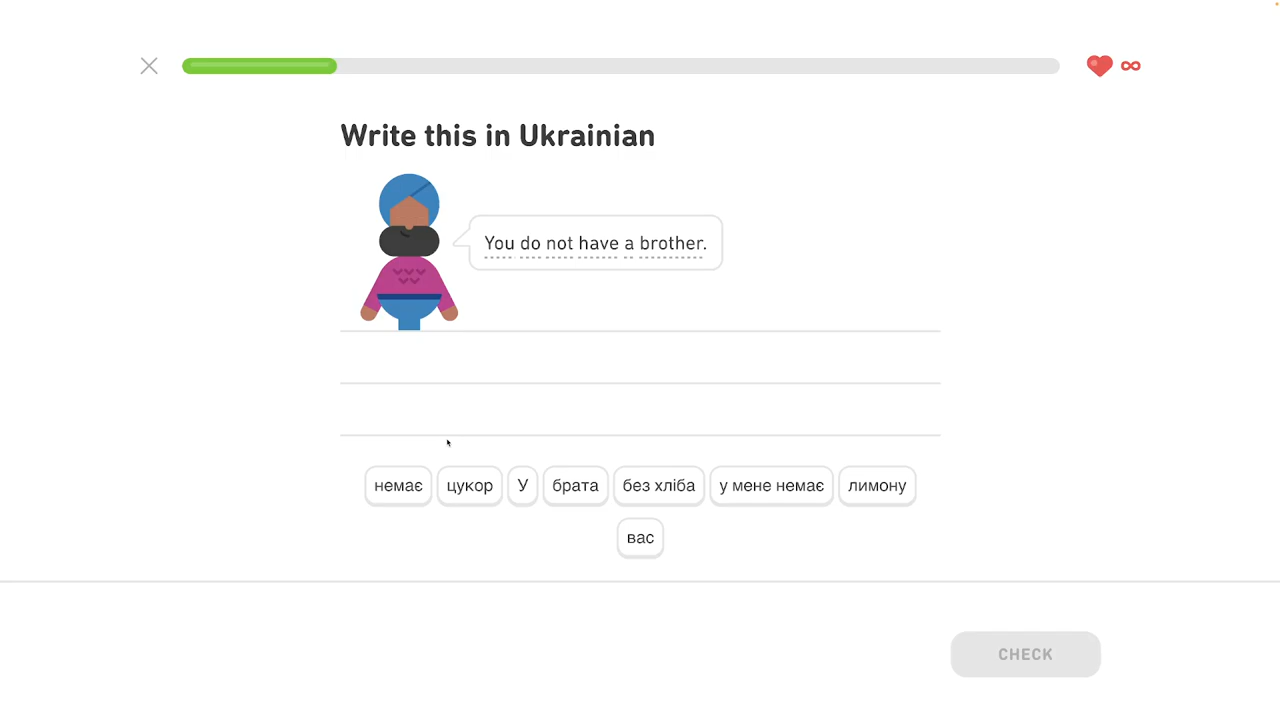 ∞
Write this in Ukrainian
You do not have a brother.
немає цукор У брата без хліба у мене немає лимону
вас
CHECK